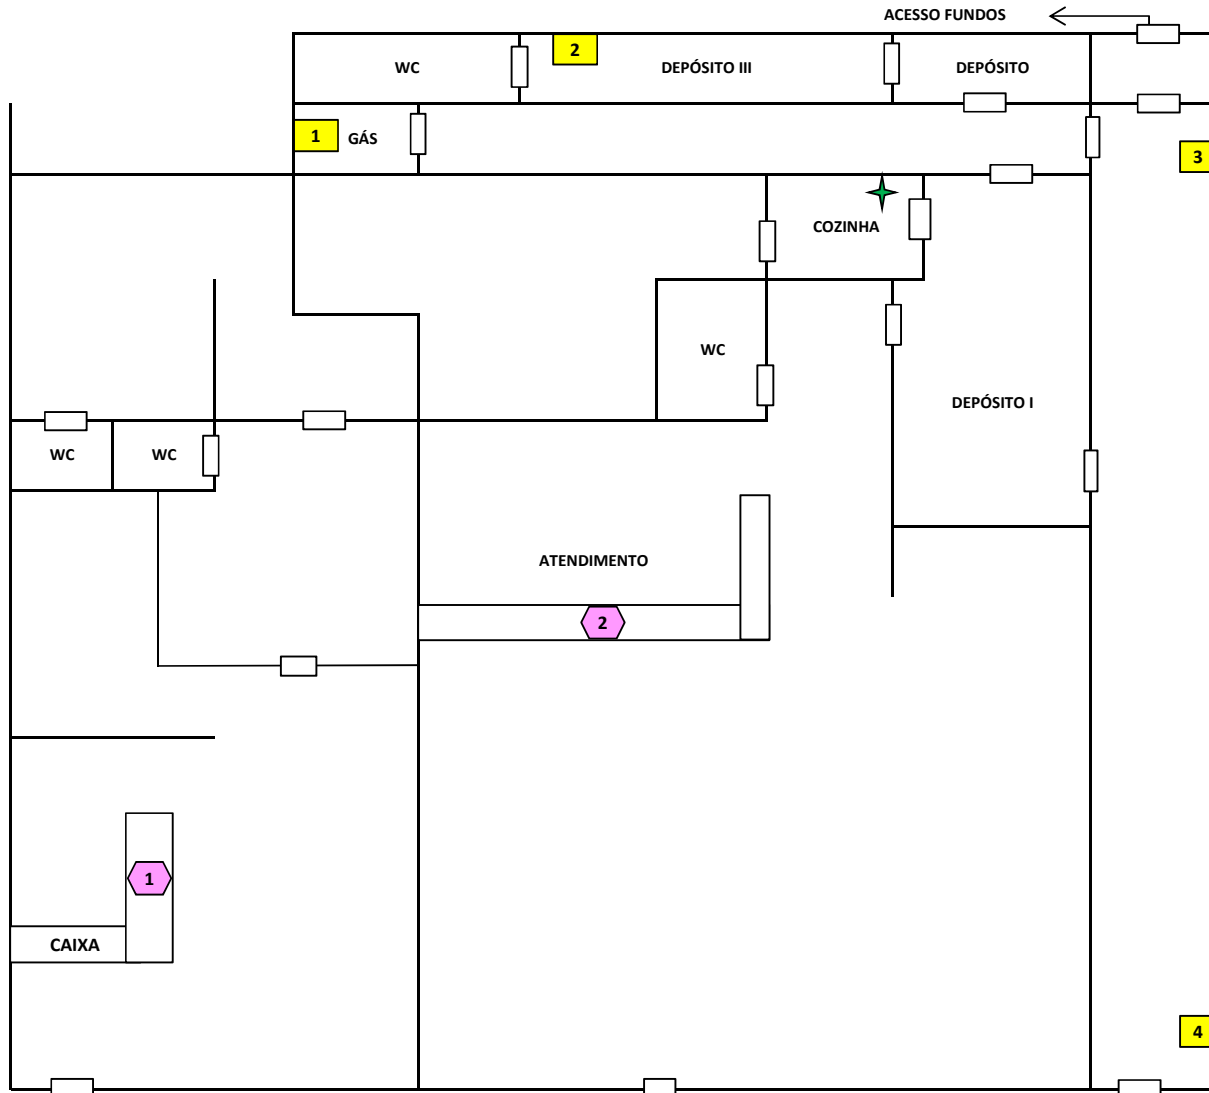 ACESSO FUNDOS
2
WC
DEPÓSITO III
DEPÓSITO
1
GÁS
3
COZINHA
WC
DEPÓSITO I
WC
WC
ATENDIMENTO
2
1
CAIXA
4